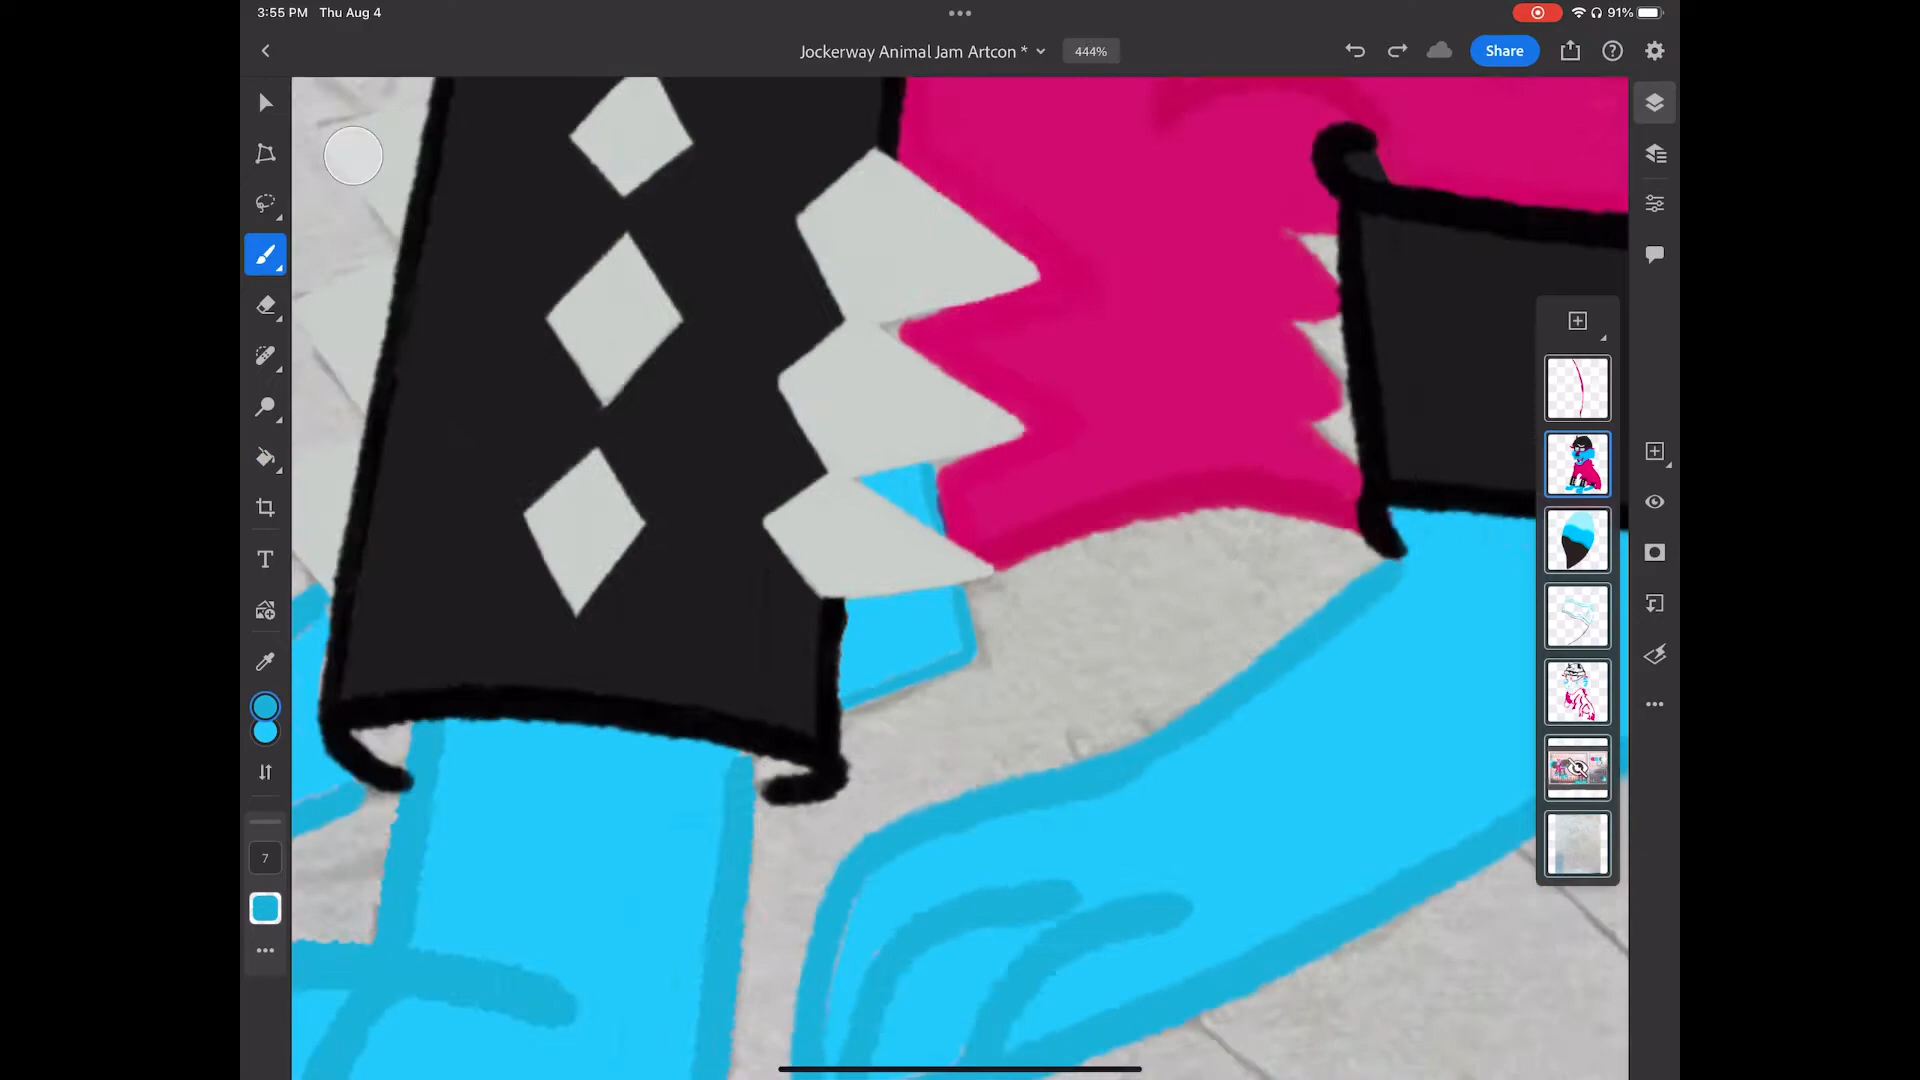 3:55 PM Thu Aug 4
91%
Jockerway Animal Jam Artcon *
444%
Share
T
7